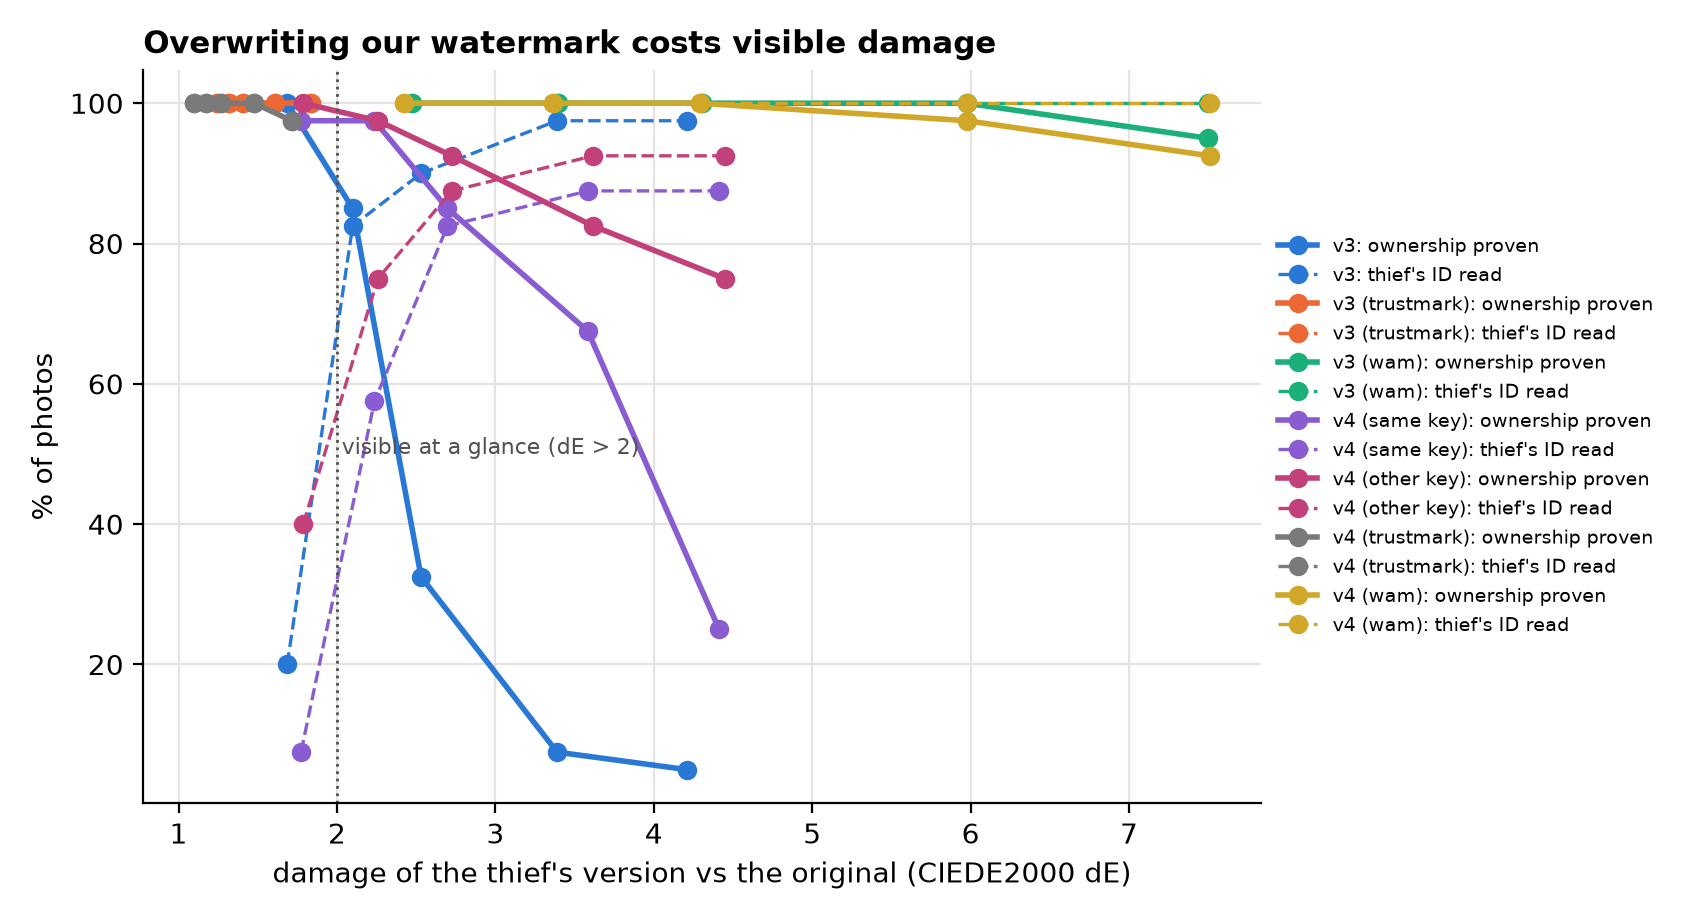 Overwriting our watermark costs visible damage
% of photos
100
80
60
40
20
visible at a glance (dE > 2)
1 2 3 4 5 6 7
damage of the thief's version vs the original (CIEDE2000 dE)
v3: ownership proven
v3: thief's ID read
v3 (trustmark): ownership proven
v3 (trustmark): thief's ID read
v3 (wam): ownership proven
v3 (wam): thief's ID read
v4 (same key): ownership proven
v4 (same key): thief's ID read
v4 (other key): ownership proven
v4 (other key): thief's ID read
v4 (trustmark): ownership proven
v4 (trustmark): thief's ID read
v4 (wam): ownership proven
v4 (wam): thief's ID read